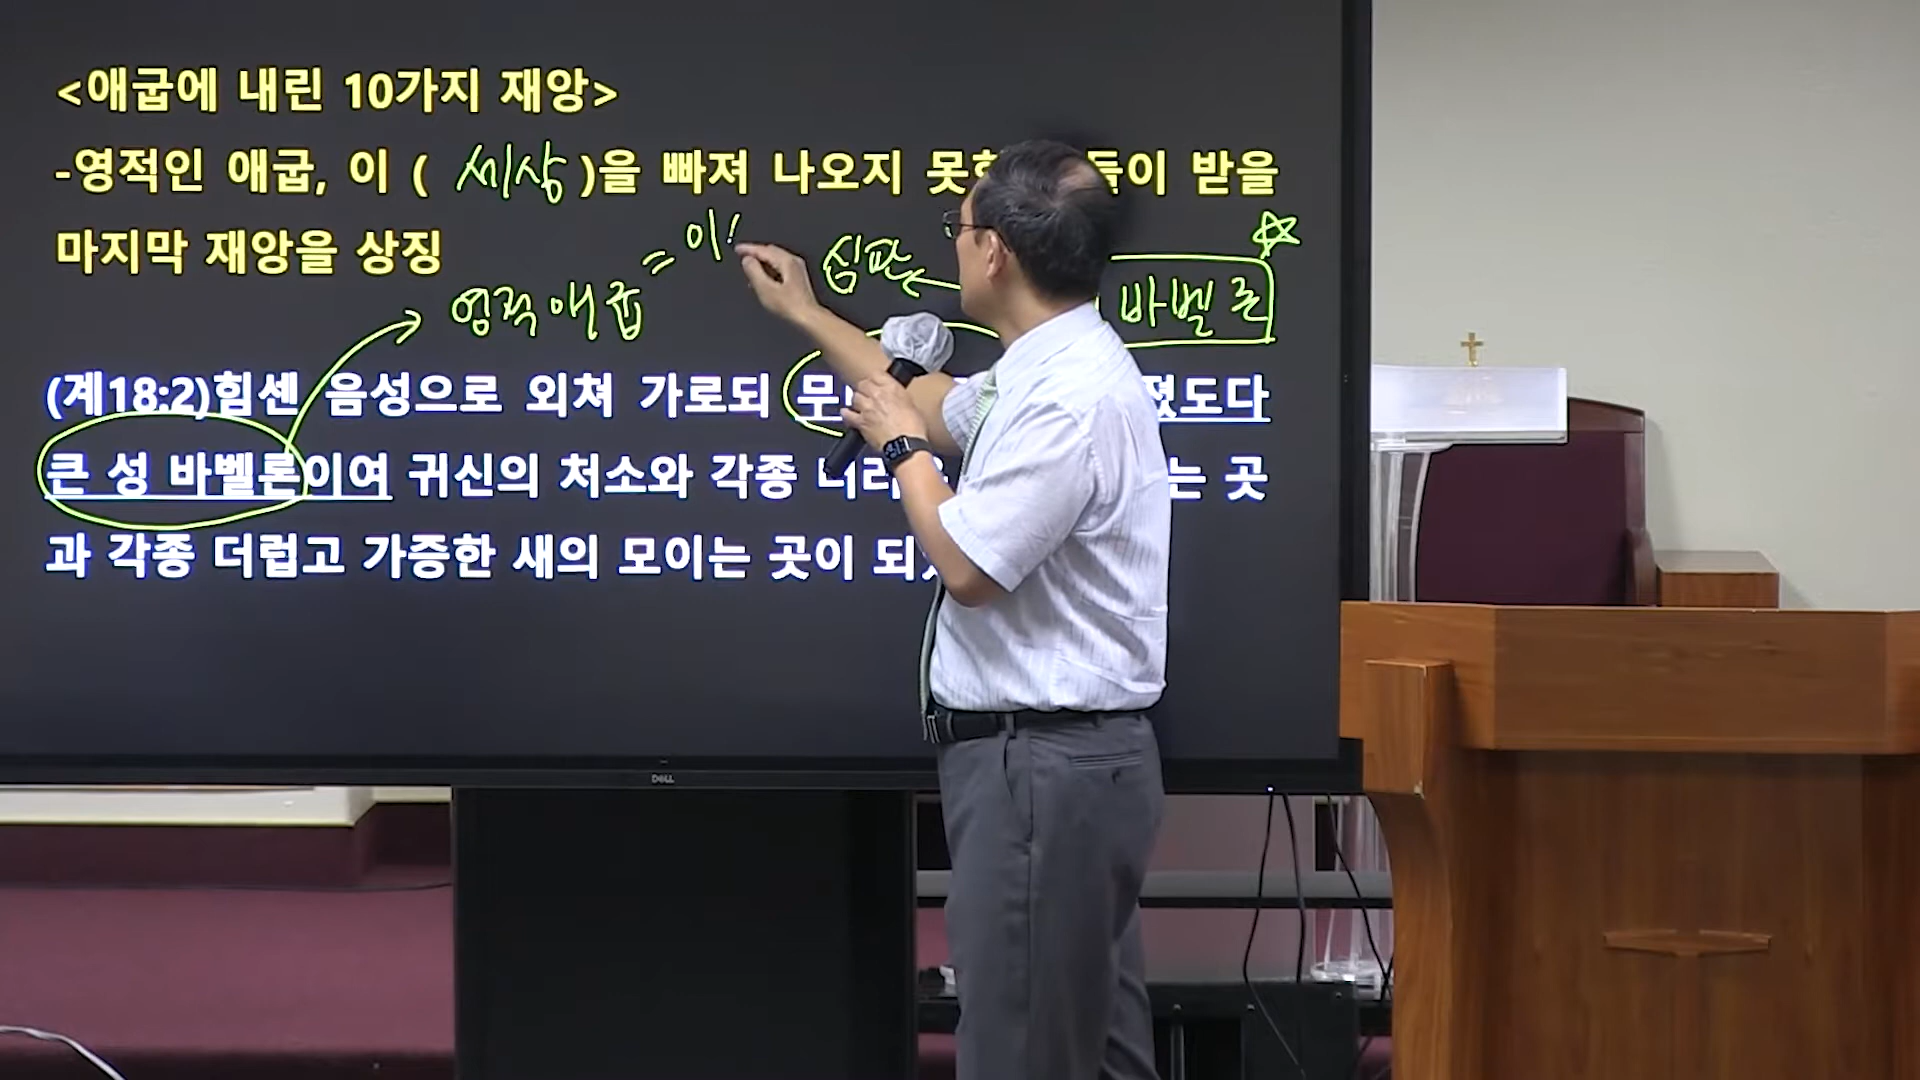 <애굽에 내린 10가지 재앙>
-영적인 애굽, 이 ( 세상 )을 빠져 나오지 못 들이 받을
마지막 재앙을 상징
심판
바벨론
영적 애굽 = 이
(계18:2)힘센 음성으로 외쳐 가로되 졌도다
큰 성 바벨론이여 귀신의 처소와 각종 는 곳
과 각종 더럽고 가증한 새의 모이는 곳이 되
DELL